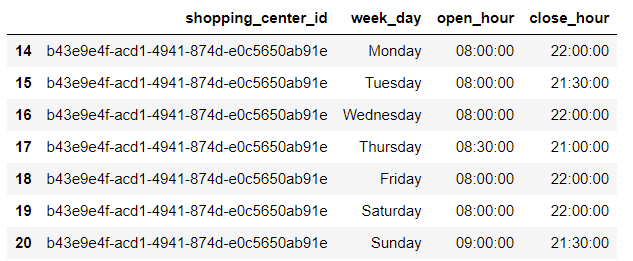 shopping_center_id week_day open_hour close_hour
14 b43e9e4f-acd1-4941-874d-e0c5650ab91e Monday 08:00:00 22:00:00
15 b43e9e4f-acd1-4941-874d-e0c5650ab91e Tuesday 08:00:00 21:30:00
16 b43e9e4f-acd1-4941-874d-e0c5650ab91e Wednesday 08:00:00 22:00:00
17 b43e9e4f-acd1-4941-874d-e0c5650ab91e Thursday 08:30:00 21:00:00
18 b43e9e4f-acd1-4941-874d-e0c5650ab91e Friday 08:00:00 22:00:00
19 b43e9e4f-acd1-4941-874d-e0c5650ab91e Saturday 08:00:00 22:00:00
20 b43e9e4f-acd1-4941-874d-e0c5650ab91e Sunday 09:00:00 21:30:00